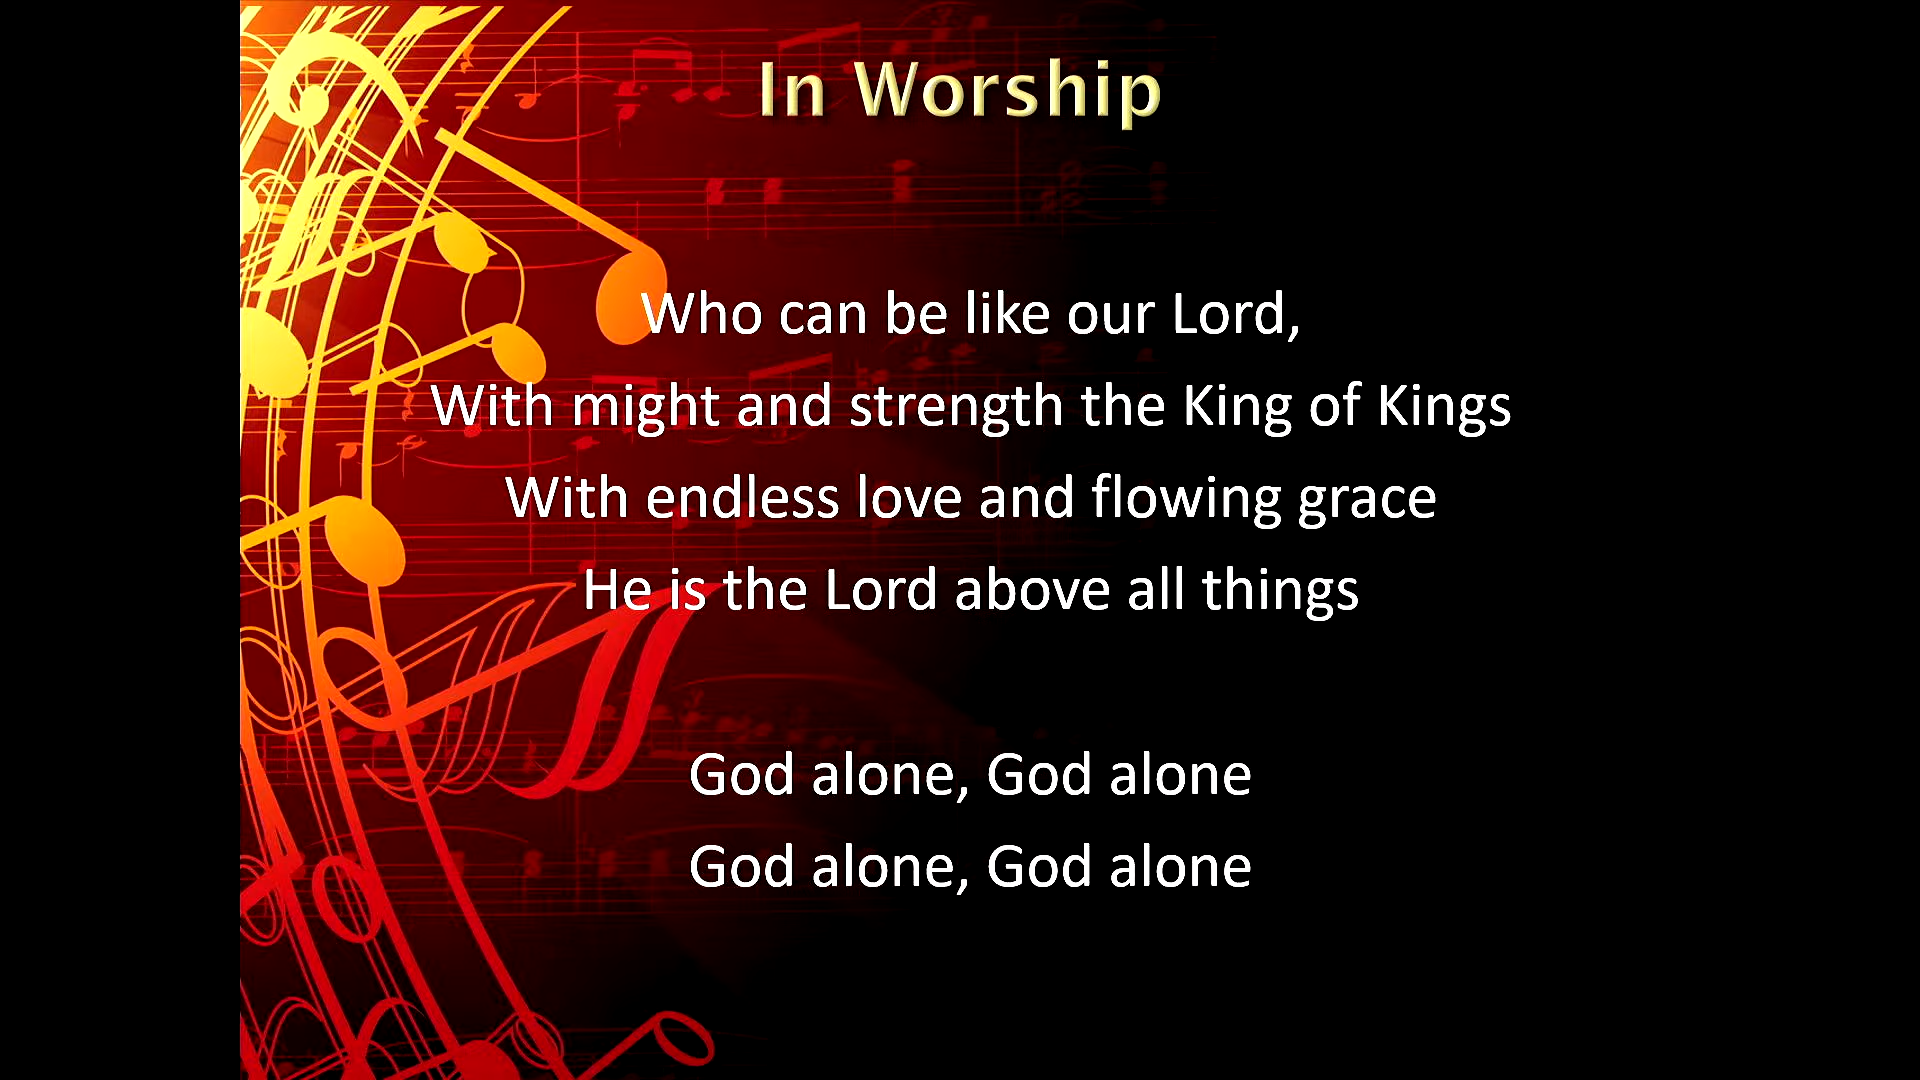 In Worship
Who can be like our Lord,
With might and strength the King of Kings
With endless love and flowing grace
He is the Lord above all things
God alone, God alone
God alone, God alone